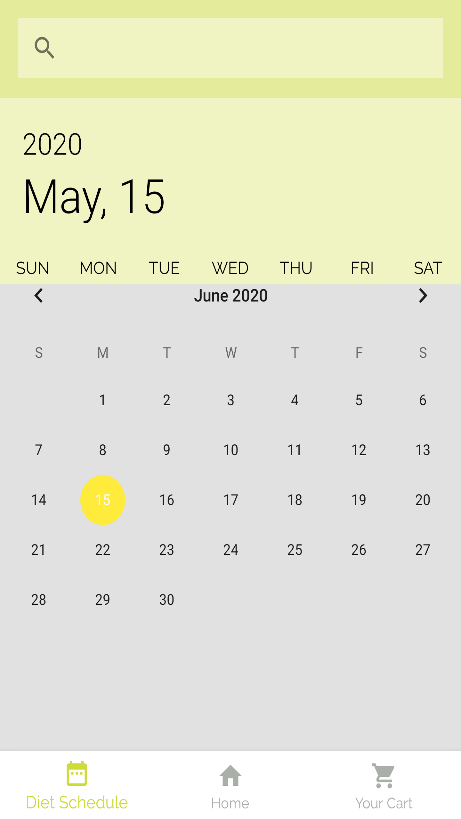 2020
May, 15
SUN MON TUE WED THU FRI SAT
June 2020
S M T W T F S
1 2 3 4 5 6
7 8 9 10 11 12 13
14 15 16 17 18 19 20
21 22 23 24 25 26 27
28 29 30
Diet Schedule Home Your Cart